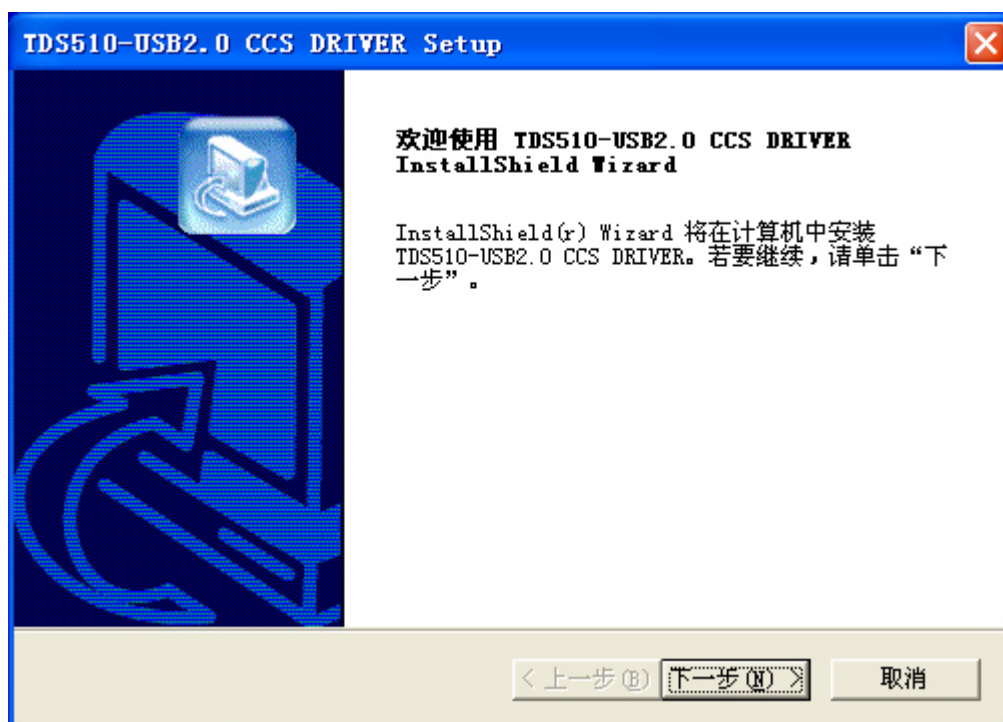 TDS510-USB2.0 CCS DRIVER Setup
欢迎使用 TDS510-USB2.0 CCS DRIVER
InstallShield Wizard
InstallShield(r) Wizard 将在计算机中安装
TDS510-USB2.0 CCS DRIVER。若要继续，请单击“下
一步”。
< 上一步(B) 下一步(N) > 取消